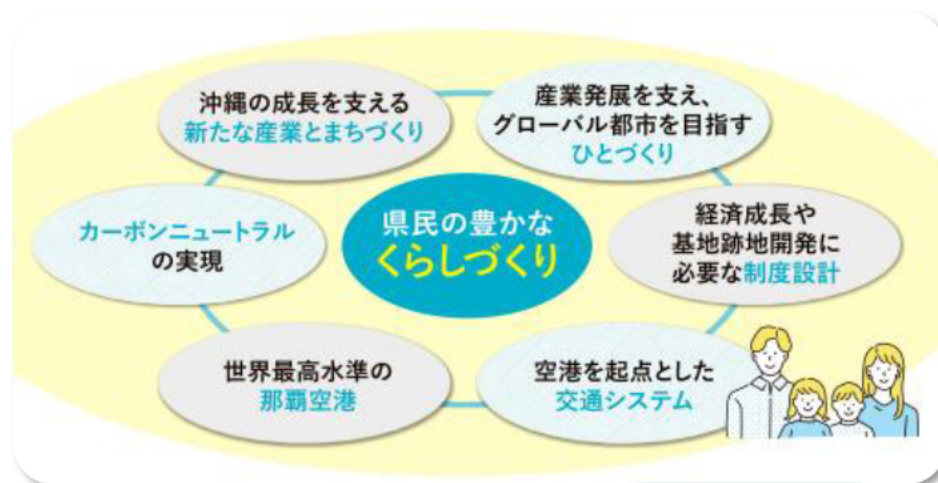 沖縄の成長を支える
新たな産業とまちづくり
産業発展を支え、
グローバル都市を目指す
ひとづくり
カーボンニュートラル
の実現
県民の豊かな
くらしづくり
経済成長や
基地跡地開発に
必要な制度設計
世界最高水準の
那覇空港
空港を起点とした
交通システム